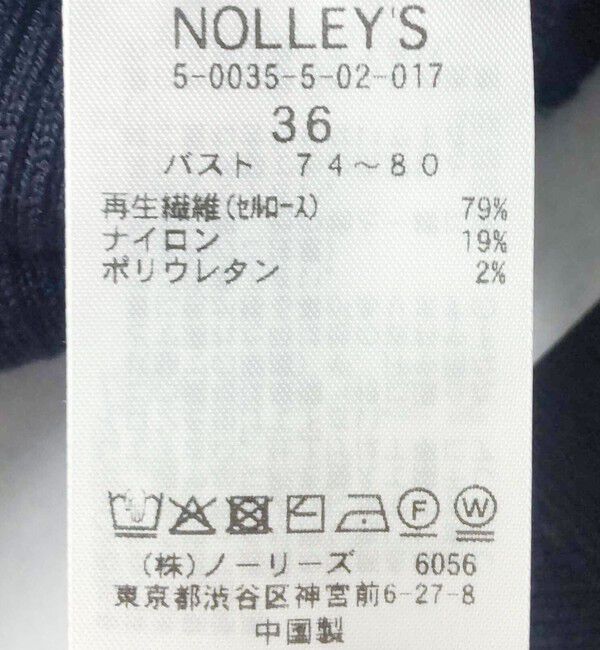 NOLLEY'S
5-0035-5-02-017
36
バスト 74～80
再生繊維(セルロース) 79%
ナイロン 19%
ポリウレタン 2%
F W
(株)ノーリーズ 6056
東京都渋谷区神宮前6-27-8
中国製